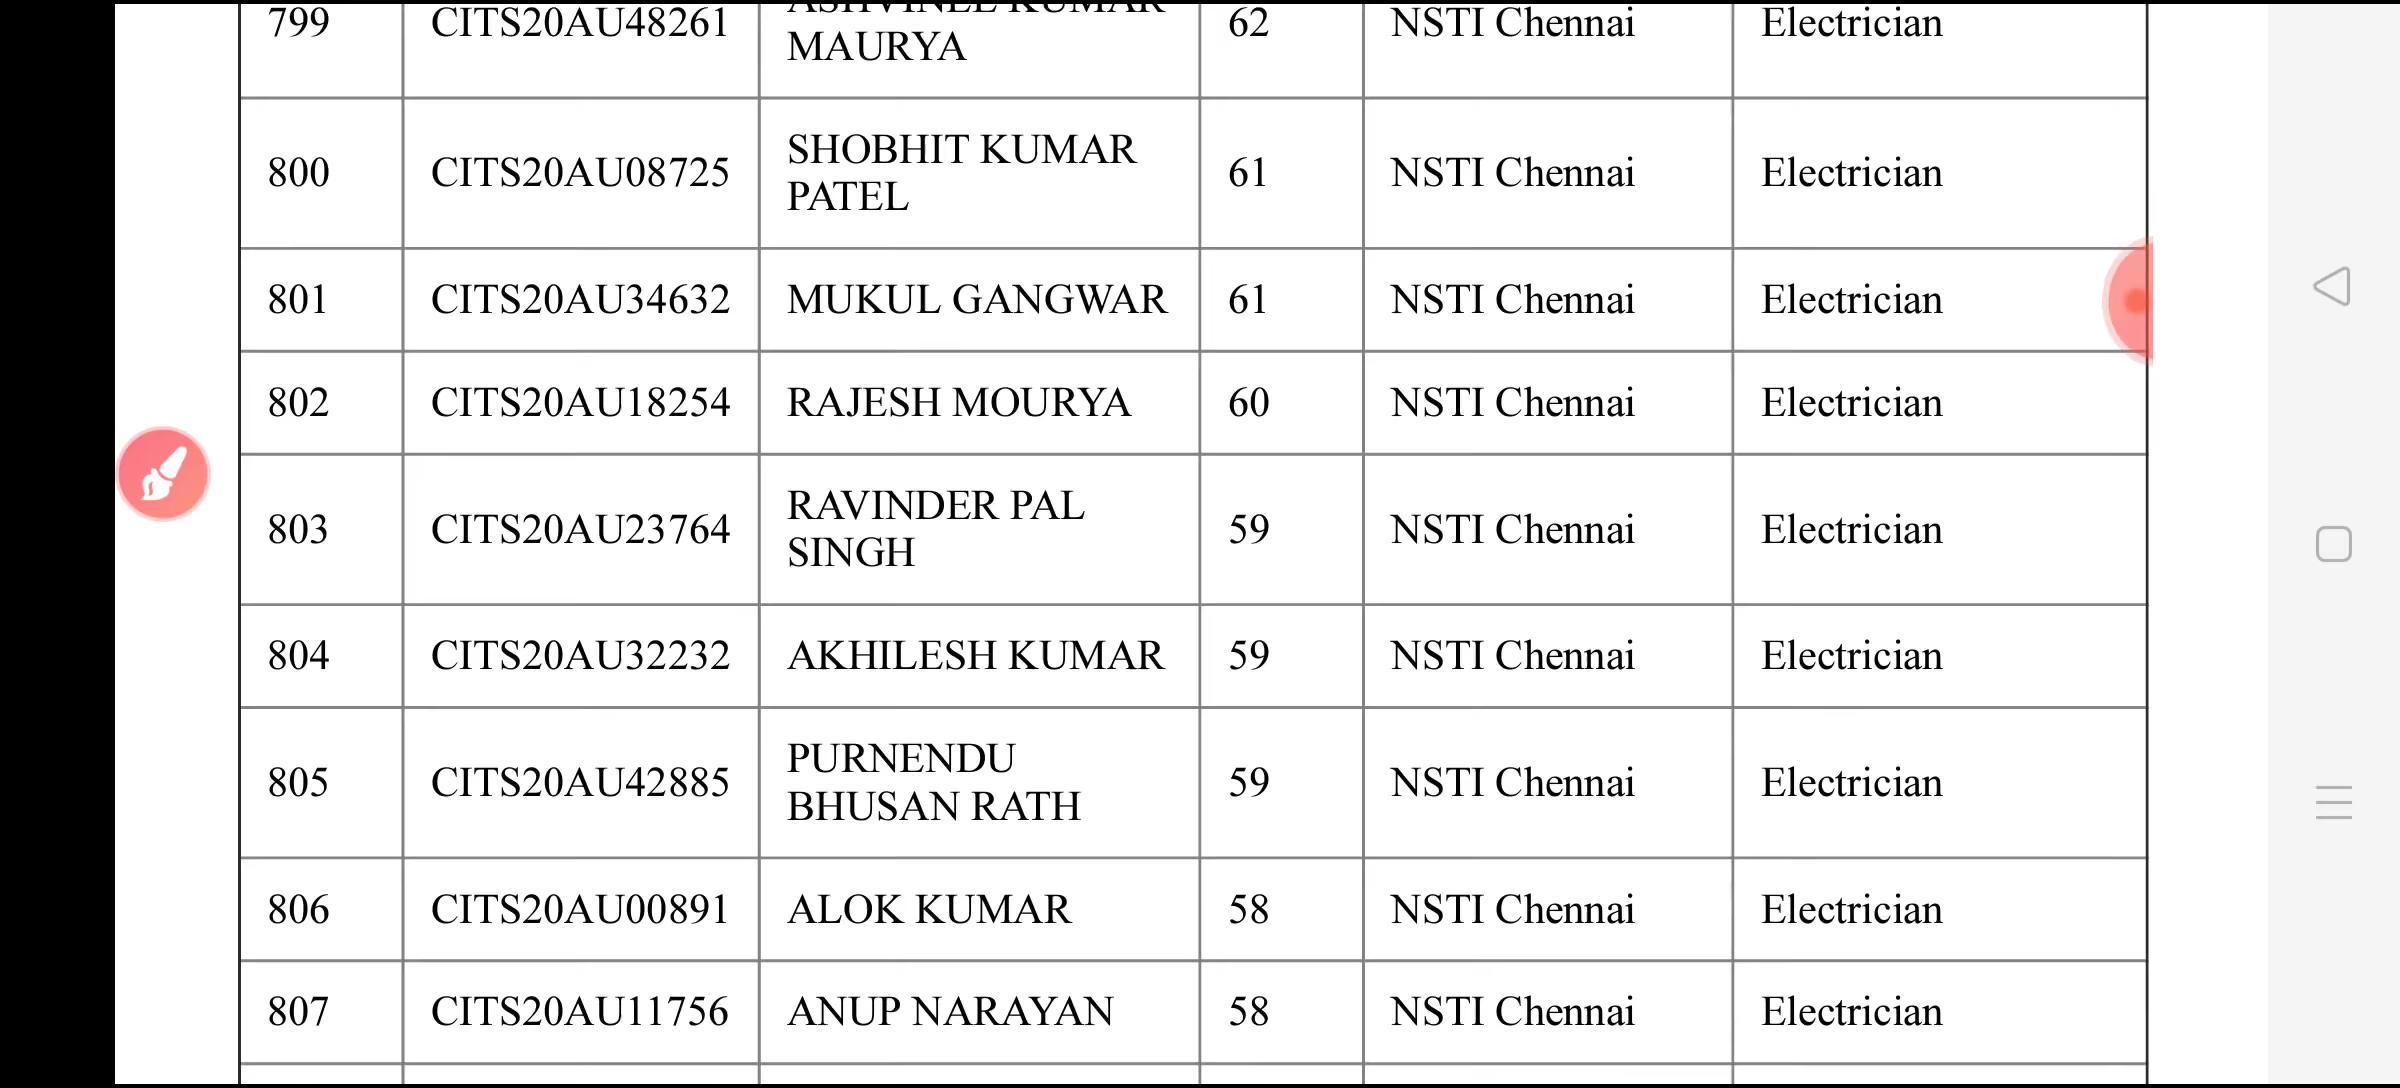 799 CITS20AU48261 ASHVINEE KUMAR MAURYA 62 NSTI Chennai Electrician
800 CITS20AU08725 SHOBHIT KUMAR PATEL 61 NSTI Chennai Electrician
801 CITS20AU34632 MUKUL GANGWAR 61 NSTI Chennai Electrician
802 CITS20AU18254 RAJESH MOURYA 60 NSTI Chennai Electrician
803 CITS20AU23764 RAVINDER PAL SINGH 59 NSTI Chennai Electrician
804 CITS20AU32232 AKHILESH KUMAR 59 NSTI Chennai Electrician
805 CITS20AU42885 PURNENDU BHUSAN RATH 59 NSTI Chennai Electrician
806 CITS20AU00891 ALOK KUMAR 58 NSTI Chennai Electrician
807 CITS20AU11756 ANUP NARAYAN 58 NSTI Chennai Electrician